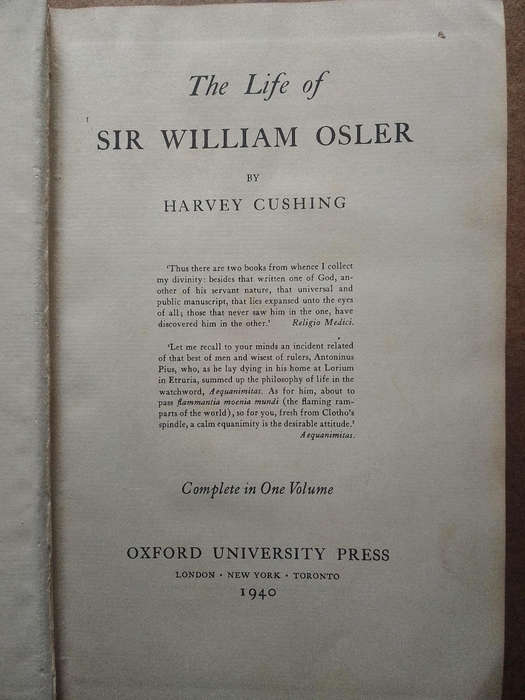 The Life of
SIR WILLIAM OSLER
BY
HARVEY CUSHING
'Thus there are two books from whence I collect
my divinity: besides that written one of God, an-
other of his servant nature, that universal and
public manuscript, that lies expansed unto the eyes
of all; those that never saw him in the one, have
discovered him in the other.' Religio Medici.
'Let me recall to your minds an incident related
of that best of men and wisest of rulers, Antoninus
Pius, who, as he lay dying in his home at Lorium
in Etruria, summed up the philosophy of life in the
watchword, Aequanimitas. As for him, about to
pass flammantia moenia mundi (the flaming ram-
parts of the world), so for you, fresh from Clotho's
spindle, a calm equanimity is the desirable attitude.'
Aequanimitas.
Complete in One Volume
OXFORD UNIVERSITY PRESS
LONDON · NEW YORK · TORONTO
1940